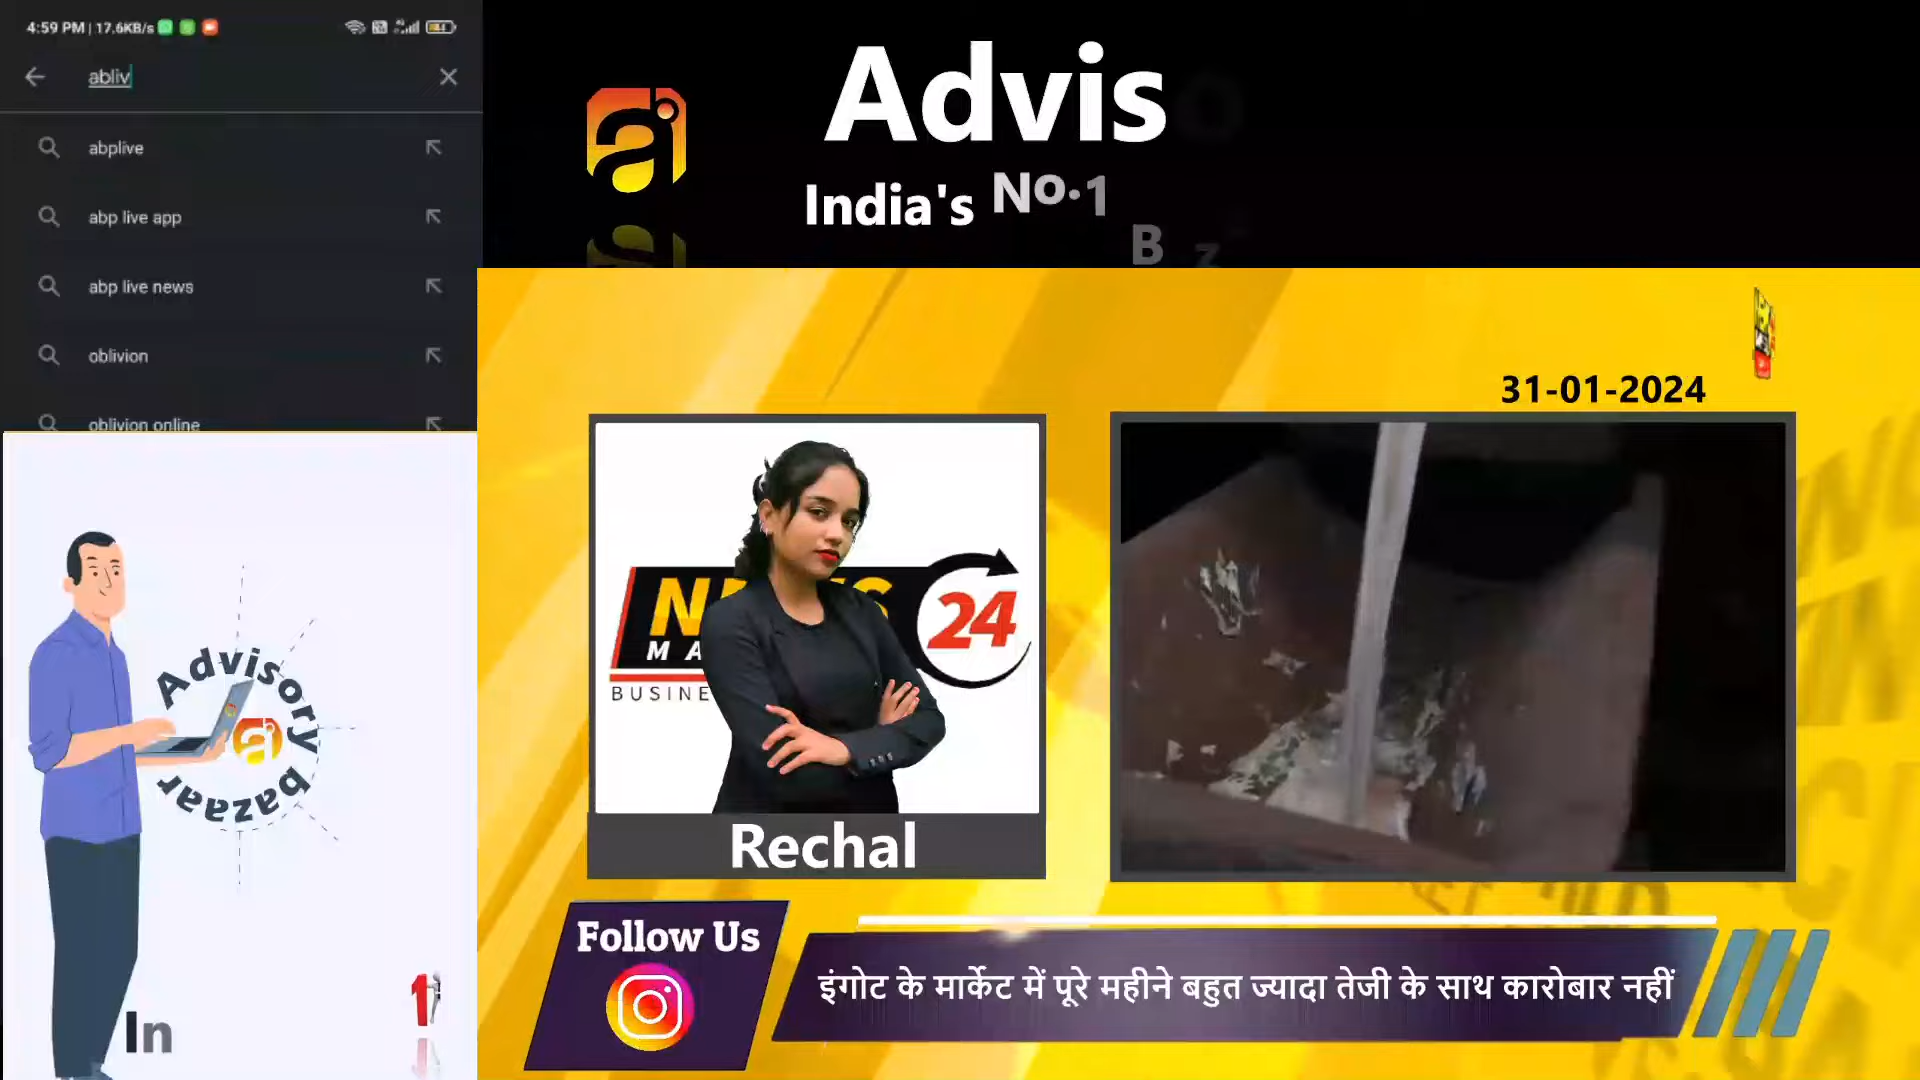 4:59 PM | 17.6KB/s
abliv
abplive
abp live app
abp live news
oblivion
oblivion online
Advis
India's No.1
B z
31-01-2024
24
BUSINE
Rechal
Advisory bazaar
In
Follow Us
इंगोट के मार्केट में पूरे महीने बहुत ज्यादा तेजी के साथ कारोबार नहीं